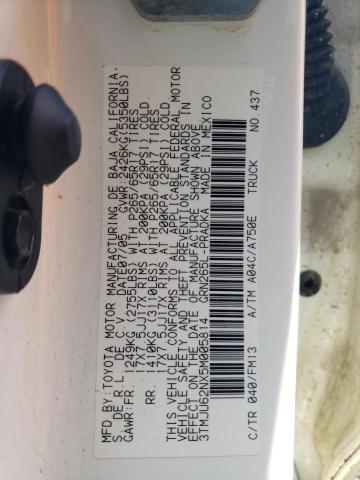 MFD.BY:TOYOTA MOTOR MANUFACTURING DE BAJA CALIFORNIA.
S. DE R.L. DE C.V. DATE:07/05 GVWR:2426KG(5350LBS)
GAWR:FR. 1249KG (2755LBS) WITH P265/65R17 TIRES
17X7.5JJ17X RIMS AT 200KPA (29PSI) COLD.
RR. 1410KG (3110LBS) WITH P265/65R17 TIRES
17X7.5JJ17X RIMS AT 200KPA (29PSI) COLD.
THIS VEHICLE CONFORMS TO ALL APPLICABLE FEDERAL MOTOR
VEHICLE SAFETY AND THEFT PREVENTION STANDARDS IN
EFFECT ON THE DATE OF MANUFACTURE SHOWN ABOVE.
3TMJU62NX5M005814 GRN265L-PRADKA MADE IN MEXICO
C/TR 040/FM13 A/TM A04C/A750E TRUCK NO.437